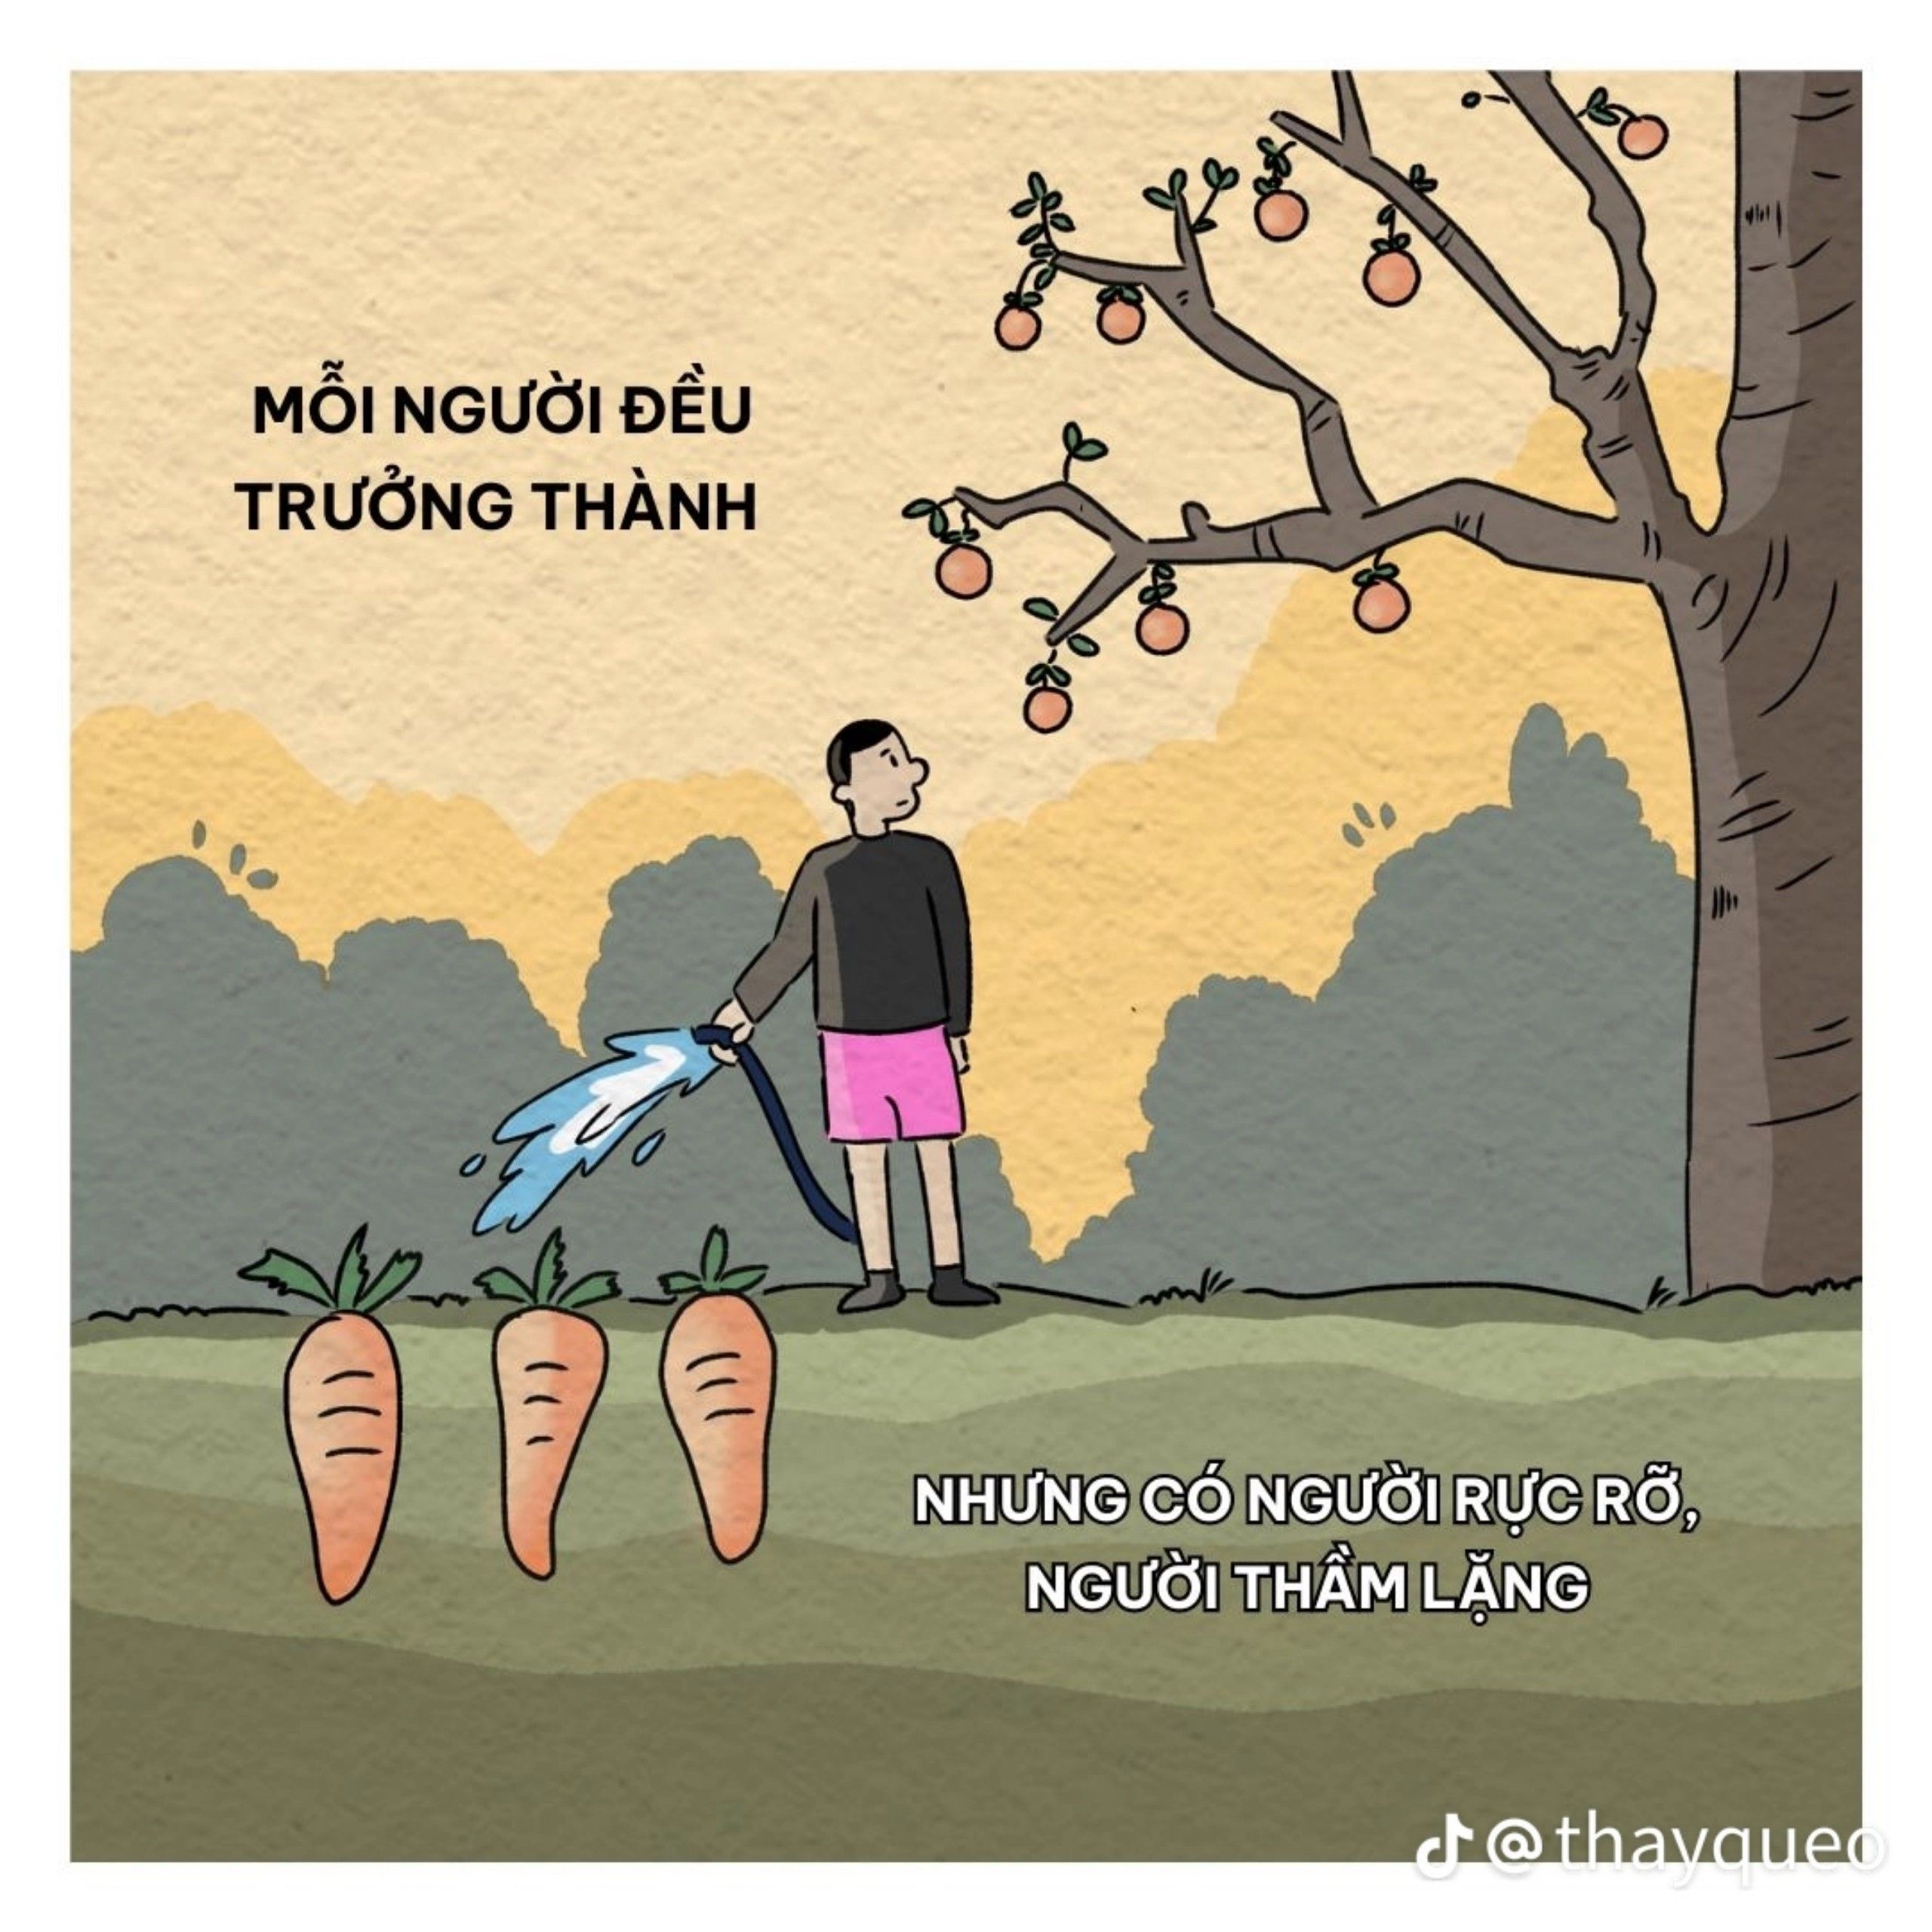 MỖI NGƯỜI ĐỀU
TRƯỞNG THÀNH
NHƯNG CÓ NGƯỜI RỰC RỠ,
NGƯỜI THẦM LẶNG
@thayqueo